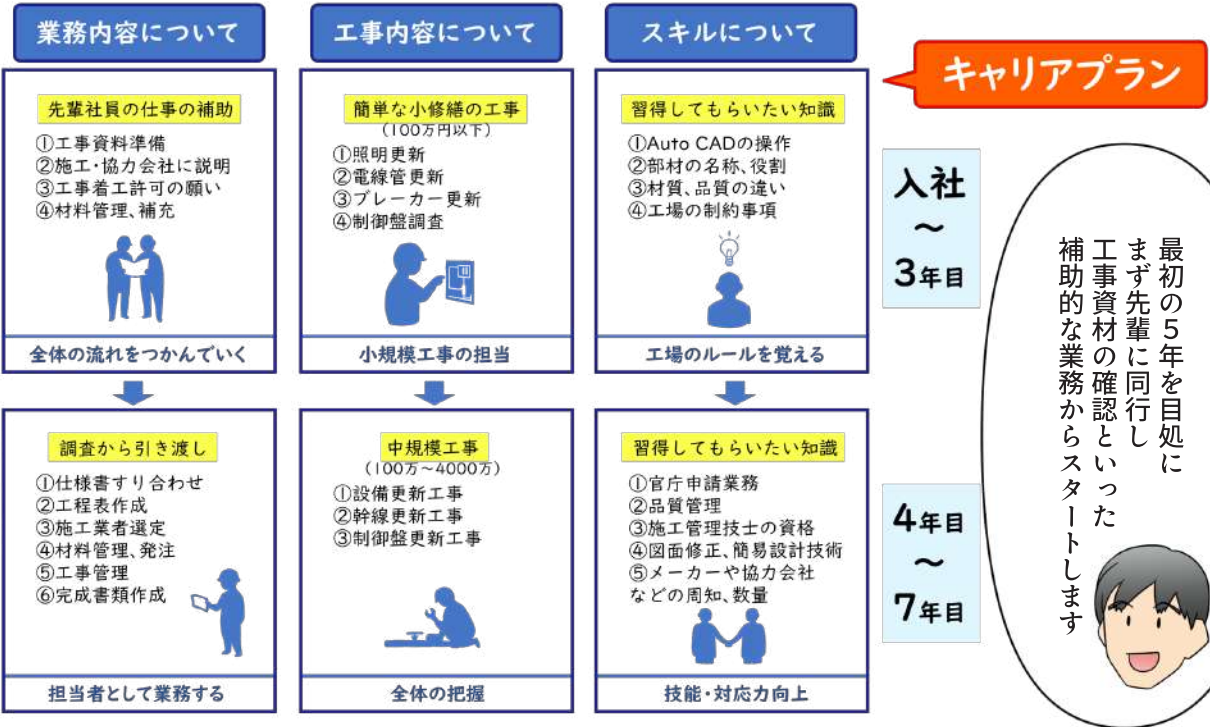 業務内容について
工事内容について
スキルについて
キャリアプラン
先輩社員の仕事の補助
①工事資料準備
②施工・協力会社に説明
③工事着工許可の願い
④材料管理、補充
全体の流れをつかんでいく
簡単な小修繕の工事
(100万円以下)
①照明更新
②電線管更新
③ブレーカー更新
④制御盤調査
小規模工事の担当
習得してもらいたい知識
①Auto CADの操作
②部材の名称、役割
③材質、品質の違い
④工場の制約事項
工場のルールを覚える
入社
～
3年目
調査から引き渡し
①仕様書すり合わせ
②工程表作成
③施工業者選定
④材料管理、発注
⑤工事管理
⑥完成書類作成
担当者として業務する
中規模工事
(100万～4000万)
①設備更新工事
②幹線更新工事
③制御盤更新工事
全体の把握
習得してもらいたい知識
①官庁申請業務
②品質管理
③施工管理技士の資格
④図面修正、簡易設計技術
⑤メーカーや協力会社
などの周知、数量
技能・対応力向上
4年目
～
7年目
最初の5年を目処に
まず先輩に同行し
工事資材の確認といった
補助的な業務からスタートします